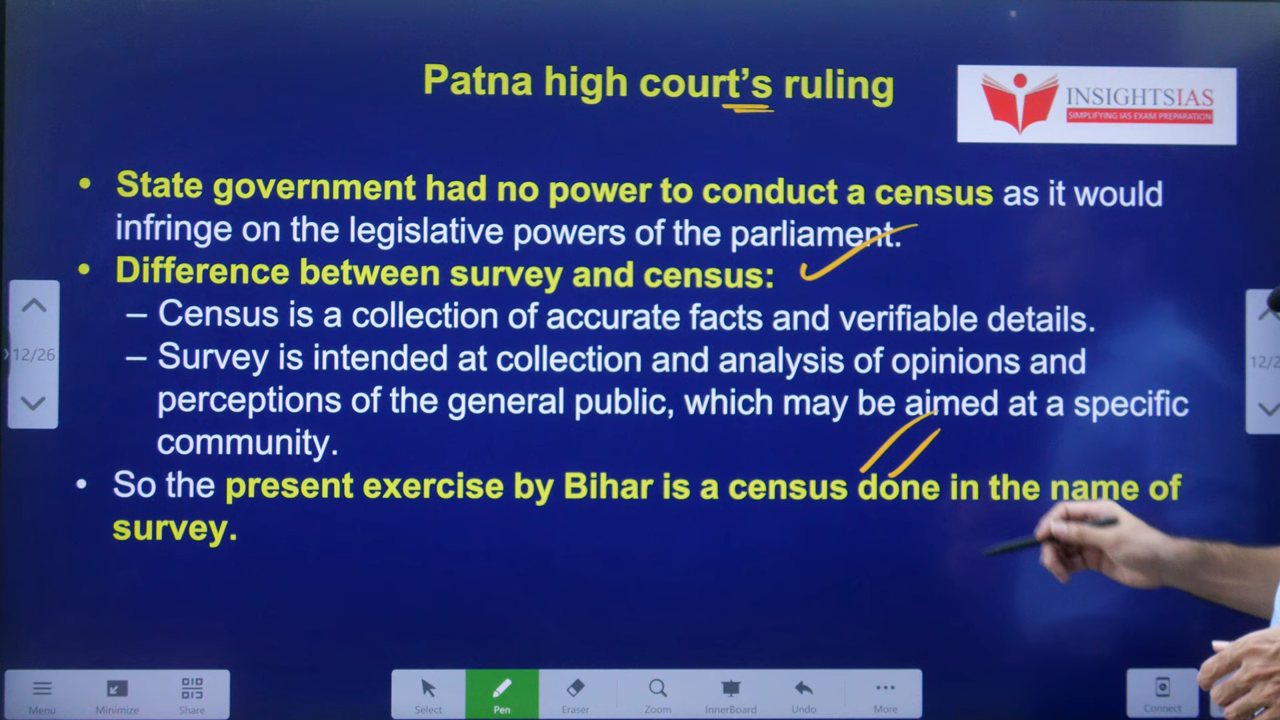 Patna high court's ruling
INSIGHTSIAS
SIMPLIFYING IAS EXAM PREPARATION
• State government had no power to conduct a census as it would
infringe on the legislative powers of the parliament.
• Difference between survey and census:
– Census is a collection of accurate facts and verifiable details.
– Survey is intended at collection and analysis of opinions and
perceptions of the general public, which may be aimed at a specific
community.
• So the present exercise by Bihar is a census done in the name of
survey.
12/26
12/2
Menu
Minimize
Share
Select
Pen
Eraser
Zoom
InnerBoard
Undo
More
Connect